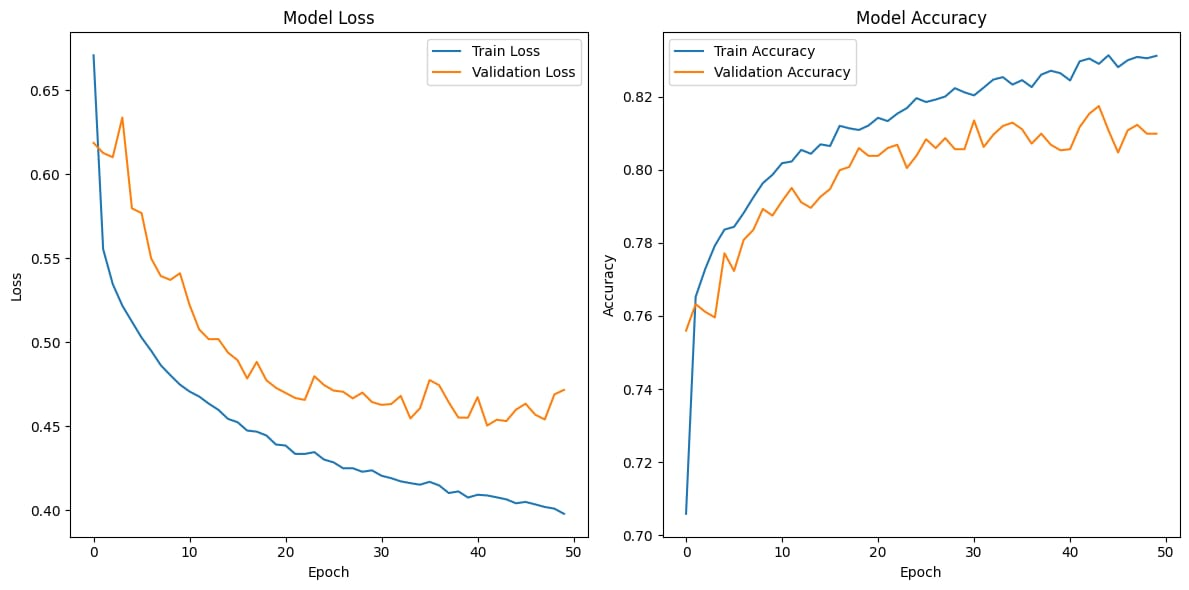 Model Loss
Train Loss
Validation Loss
Loss
0.65
0.60
0.55
0.50
0.45
0.40
0 10 20 30 40 50
Epoch
Model Accuracy
Train Accuracy
Validation Accuracy
Accuracy
0.82
0.80
0.78
0.76
0.74
0.72
0.70
0 10 20 30 40 50
Epoch